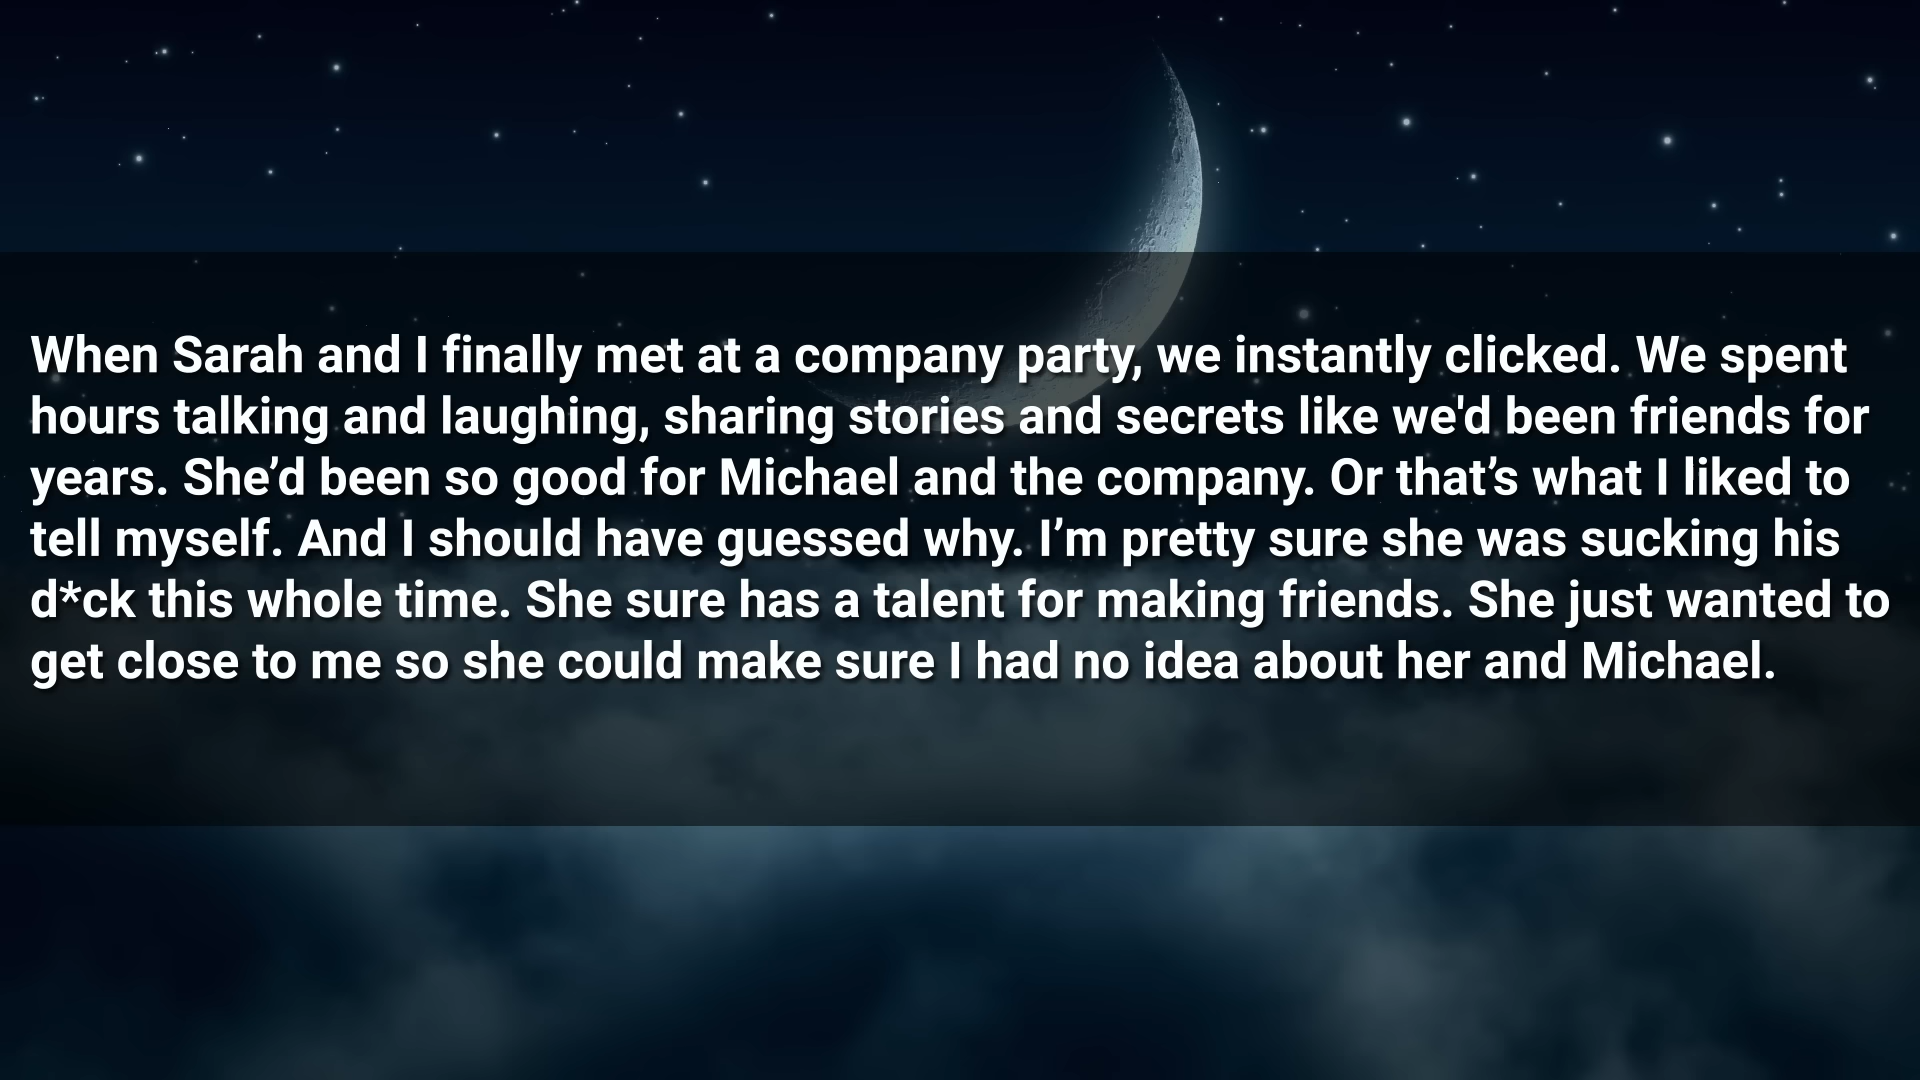 When Sarah and I finally met at a company party, we instantly clicked. We spent
hours talking and laughing, sharing stories and secrets like we'd been friends for
years. She’d been so good for Michael and the company. Or that’s what I liked to
tell myself. And I should have guessed why. I’m pretty sure she was sucking his
d*ck this whole time. She sure has a talent for making friends. She just wanted to
get close to me so she could make sure I had no idea about her and Michael.